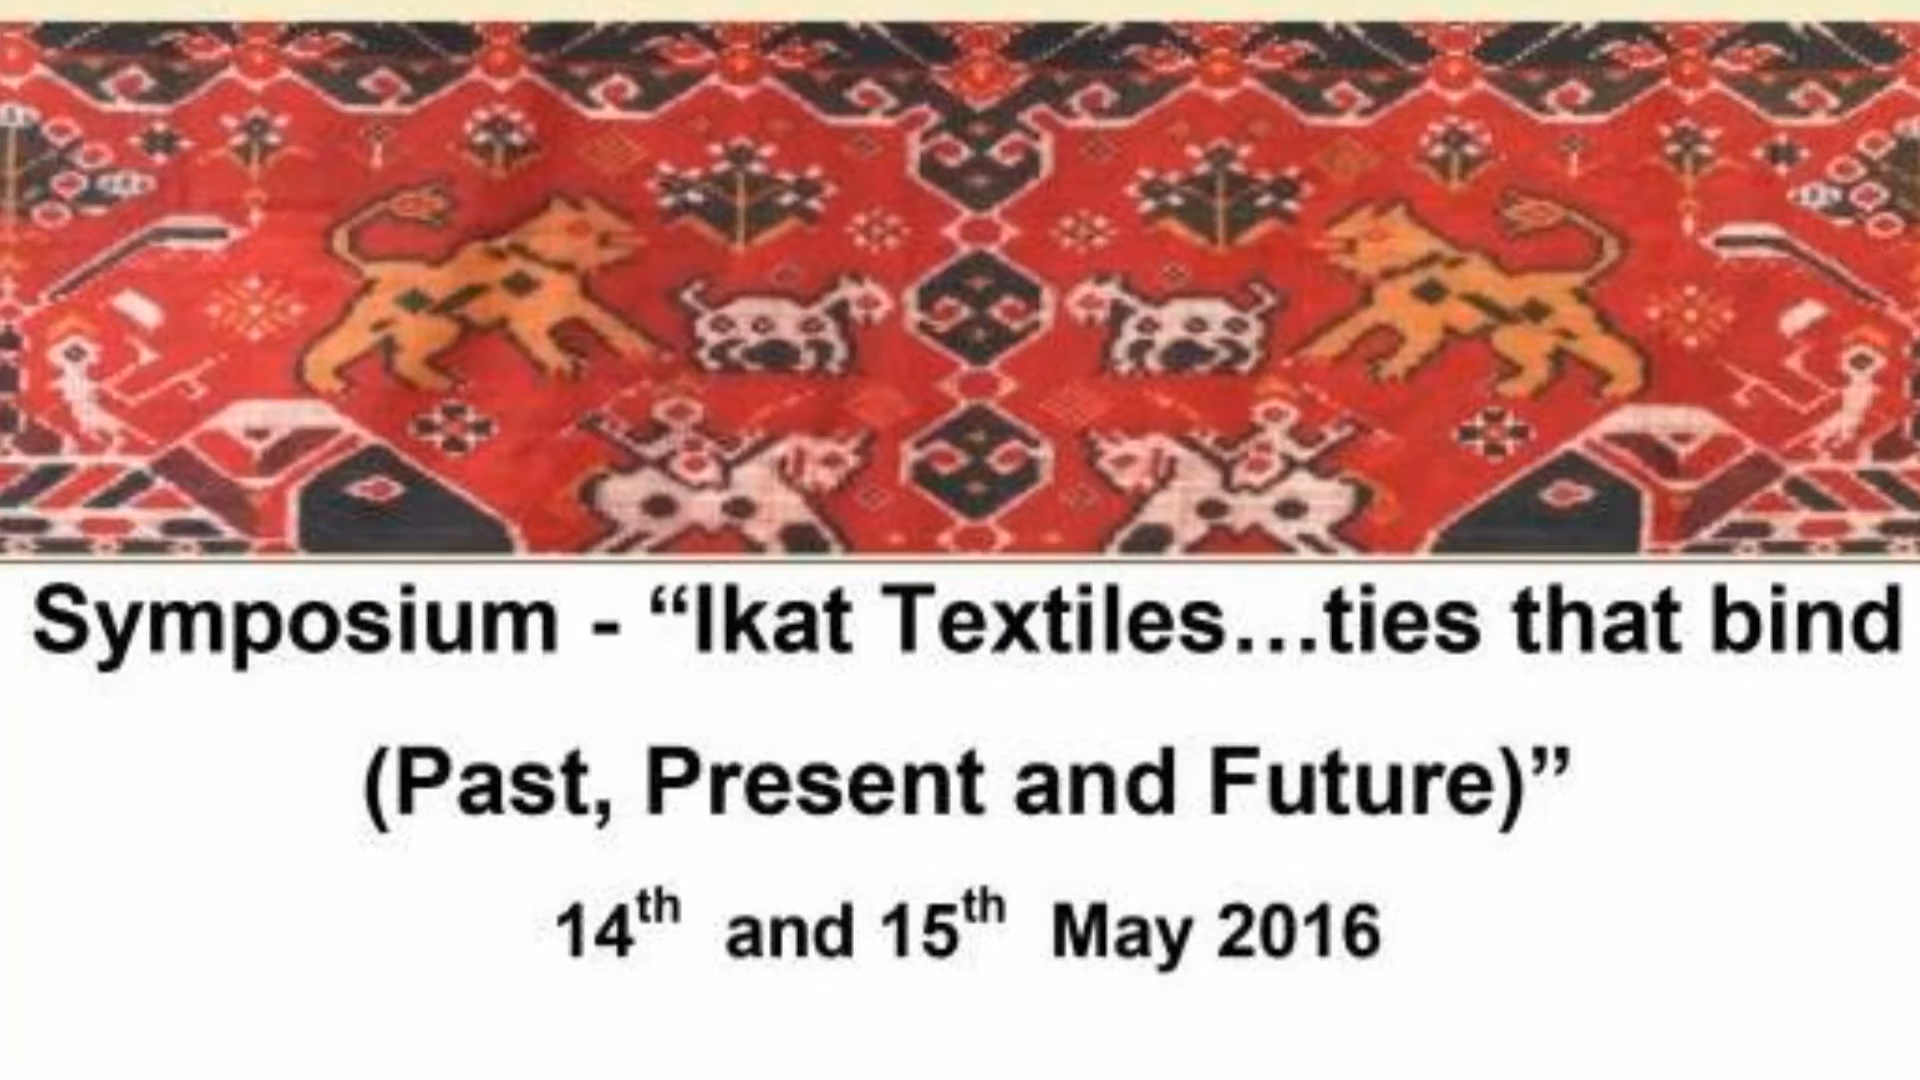 Symposium - “Ikat Textiles…ties that bind
(Past, Present and Future)”
14th and 15th May 2016